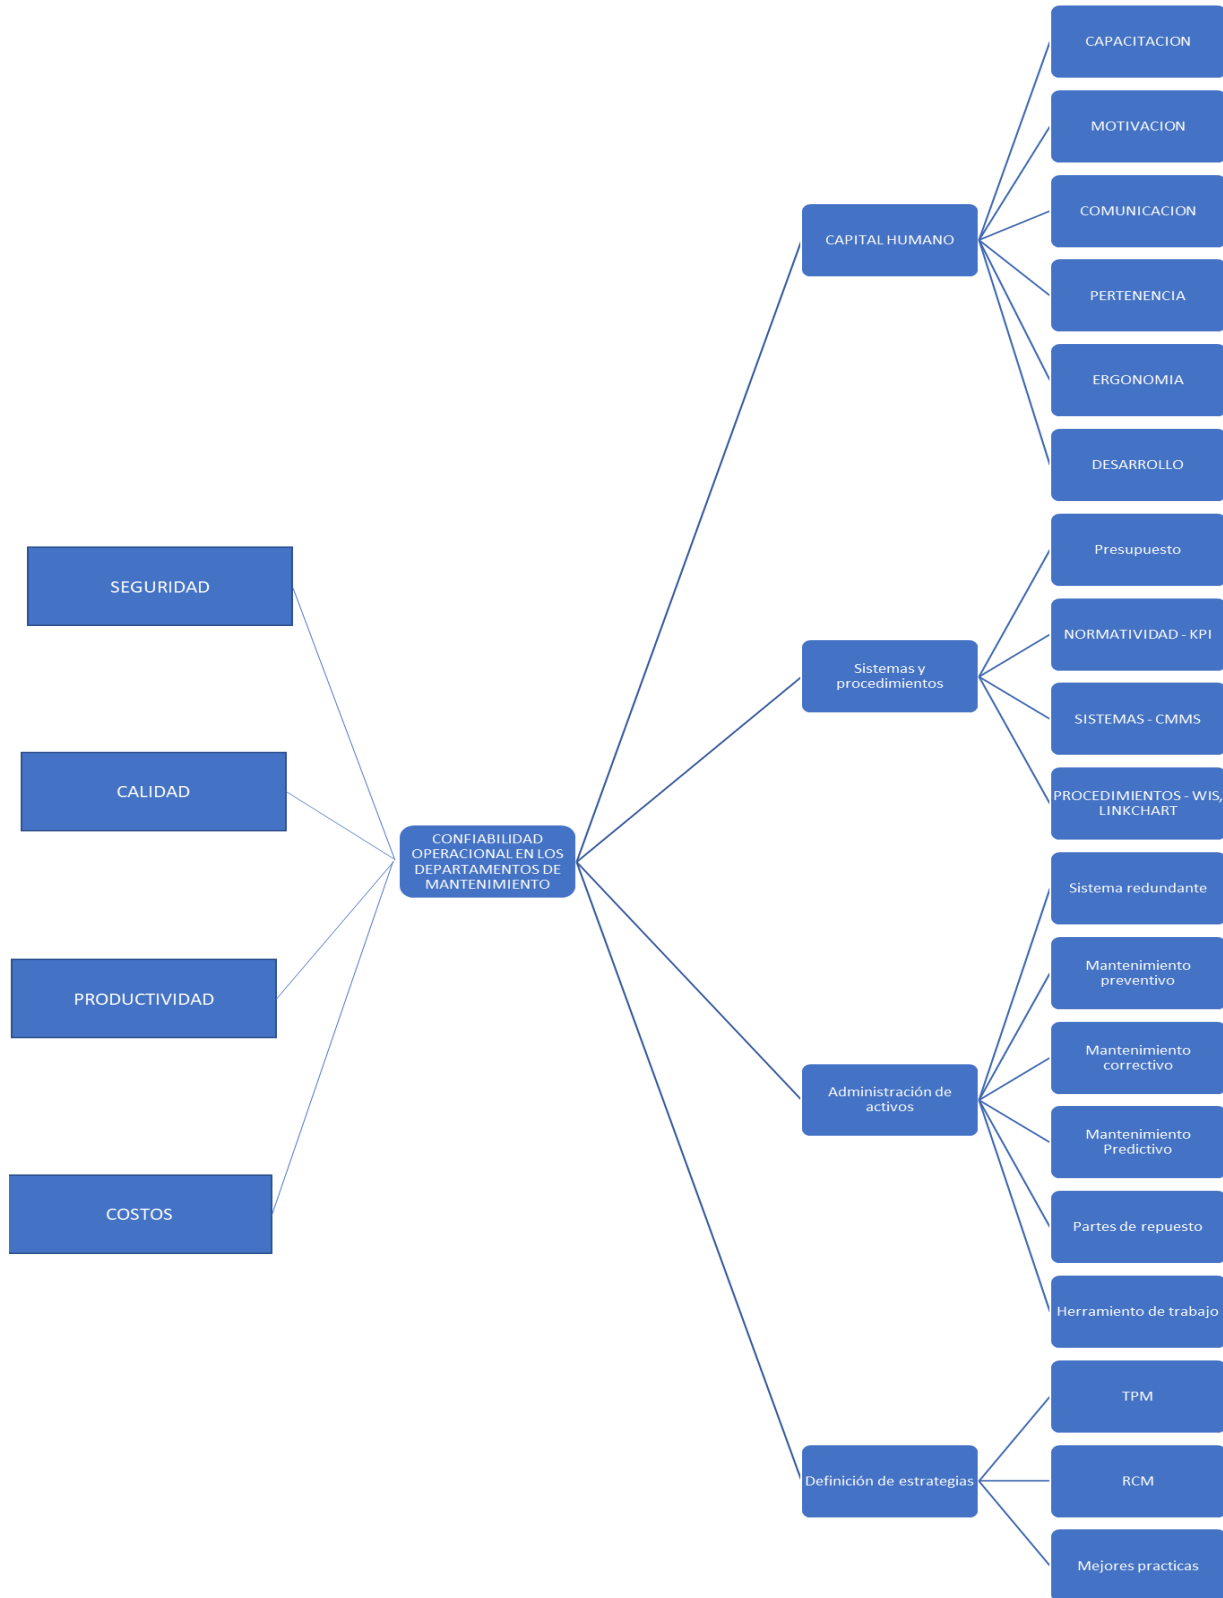 SEGURIDAD
CALIDAD
PRODUCTIVIDAD
COSTOS
CONFIABILIDAD
OPERACIONAL EN LOS
DEPARTAMENTOS DE
MANTENIMIENTO
CAPITAL HUMANO
CAPACITACION
MOTIVACION
COMUNICACION
PERTENENCIA
ERGONOMIA
DESARROLLO
Sistemas y
procedimientos
Presupuesto
NORMATIVIDAD - KPI
SISTEMAS - CMMS
PROCEDIMIENTOS - WIS,
LINKCHART
Administración de
activos
Sistema redundante
Mantenimiento
preventivo
Mantenimiento
correctivo
Mantenimiento
Predictivo
Partes de repuesto
Herramiento de trabajo
Definición de estrategias
TPM
RCM
Mejores practicas